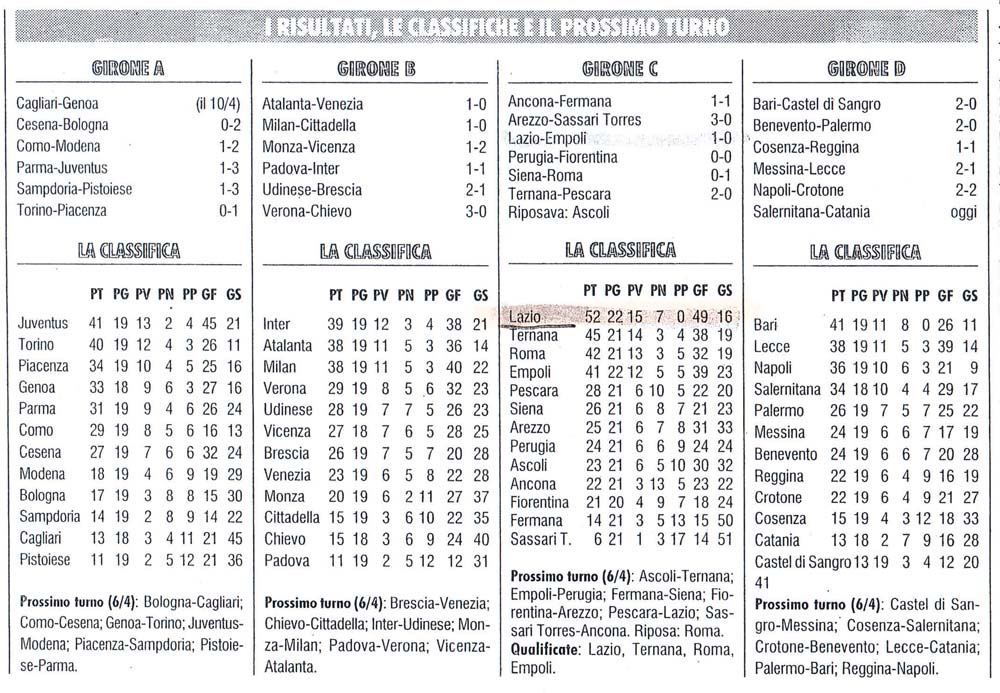 I RISULTATI, LE CLASSIFICHE E IL PROSSIMO TURNO
GIRONE A
Cagliari-Genoa (il 10/4)
Cesena-Bologna 0-2
Como-Modena 1-2
Parma-Juventus 1-3
Sampdoria-Pistoiese 1-3
Torino-Piacenza 0-1
LA CLASSIFICA
PT PG PV PN PP GF GS
Juventus 41 19 13 2 4 45 21
Torino 40 19 12 4 3 26 11
Piacenza 34 19 10 4 5 25 16
Genoa 33 18 9 6 3 27 16
Parma 31 19 9 4 6 26 24
Como 29 19 8 5 6 16 13
Cesena 27 19 7 6 6 32 24
Modena 18 19 4 6 9 19 29
Bologna 17 19 3 8 8 15 30
Sampdoria 14 19 2 8 9 14 22
Cagliari 13 18 3 4 11 21 45
Pistoiese 11 19 2 5 12 21 36
Prossimo turno (6/4): Bologna-Cagliari;
Como-Cesena; Genoa-Torino; Juventus-
Modena; Piacenza-Sampdoria; Pistoie-
se-Parma.
GIRONE B
Atalanta-Venezia 1-0
Milan-Cittadella 1-0
Monza-Vicenza 1-2
Padova-Inter 1-1
Udinese-Brescia 2-1
Verona-Chievo 3-0
LA CLASSIFICA
PT PG PV PN PP GF GS
Inter 39 19 12 3 4 38 21
Atalanta 38 19 11 5 3 36 14
Milan 38 19 11 5 3 40 22
Verona 29 19 8 5 6 32 23
Udinese 28 19 7 7 5 26 23
Vicenza 27 18 7 6 5 28 25
Brescia 26 19 7 5 7 20 28
Venezia 23 19 6 5 8 22 28
Monza 20 19 6 2 11 27 37
Cittadella 15 19 3 6 10 22 35
Chievo 15 18 3 6 9 24 40
Padova 11 19 2 5 12 12 31
Prossimo turno (6/4): Brescia-Venezia;
Chievo-Cittadella; Inter-Udinese; Mon-
za-Milan; Padova-Verona; Vicenza-
Atalanta.
GIRONE C
Ancona-Fermana 1-1
Arezzo-Sassari Torres 3-0
Lazio-Empoli 1-0
Perugia-Fiorentina 0-0
Siena-Roma 0-1
Ternana-Pescara 2-0
Riposava: Ascoli
LA CLASSIFICA
PT PG PV PN PP GF GS
Lazio 52 22 15 7 0 49 16
Ternana 45 21 14 3 4 38 19
Roma 42 21 13 3 5 32 19
Empoli 41 22 12 5 5 39 23
Pescara 28 21 6 10 5 22 20
Siena 26 21 6 8 7 21 23
Arezzo 25 21 6 7 8 31 33
Perugia 24 21 6 6 9 24 24
Ascoli 23 21 6 5 10 30 32
Ancona 22 21 3 13 5 23 22
Fiorentina 21 20 4 9 7 18 24
Fermana 14 21 3 5 13 15 50
Sassari T. 6 21 1 3 17 14 51
Prossimo turno (6/4): Ascoli-Ternana;
Empoli-Perugia; Fermana-Siena; Fio-
rentina-Arezzo; Pescara-Lazio; Sas-
sari Torres-Ancona. Riposa: Roma.
Qualificate: Lazio, Ternana, Roma,
Empoli.
GIRONE D
Bari-Castel di Sangro 2-0
Benevento-Palermo 2-0
Cosenza-Reggina 1-1
Messina-Lecce 2-1
Napoli-Crotone 2-2
Salernitana-Catania oggi
LA CLASSIFICA
PT PG PV PN PP GF GS
Bari 41 19 11 8 0 26 11
Lecce 38 19 11 5 3 39 14
Napoli 36 19 10 6 3 21 9
Salernitana 34 18 10 4 4 29 17
Palermo 26 19 7 5 7 25 22
Messina 24 19 6 6 7 17 19
Benevento 24 19 6 6 7 20 28
Reggina 22 19 6 4 9 16 19
Crotone 22 19 6 4 9 21 27
Cosenza 15 19 4 3 12 18 33
Catania 13 18 2 7 9 16 28
Castel di Sangro 13 19 3 4 12 20
41
Prossimo turno (6/4): Castel di San-
gro-Messina; Cosenza-Salernitana;
Crotone-Benevento; Lecce-Catania;
Palermo-Bari; Reggina-Napoli.